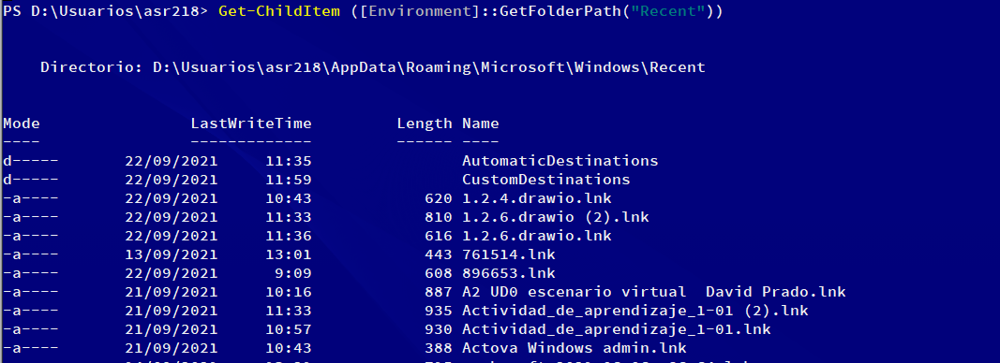 PS D:\Usuarios\asr218> Get-ChildItem ([Environment]::GetFolderPath("Recent"))
Directorio: D:\Usuarios\asr218\AppData\Roaming\Microsoft\Windows\Recent
Mode LastWriteTime Length Name
---- ------------- ------ ----
d----- 22/09/2021 11:35 AutomaticDestinations
d----- 22/09/2021 11:59 CustomDestinations
-a---- 22/09/2021 10:43 620 1.2.4.drawio.lnk
-a---- 22/09/2021 11:33 810 1.2.6.drawio (2).lnk
-a---- 22/09/2021 11:36 616 1.2.6.drawio.lnk
-a---- 13/09/2021 13:01 443 761514.lnk
-a---- 22/09/2021 9:09 608 896653.lnk
-a---- 21/09/2021 10:16 887 A2 UD0 escenario virtual  David Prado.lnk
-a---- 21/09/2021 11:33 935 Actividad_de_aprendizaje_1-01 (2).lnk
-a---- 21/09/2021 10:57 930 Actividad_de_aprendizaje_1-01.lnk
-a---- 21/09/2021 10:43 388 Actova Windows admin.lnk